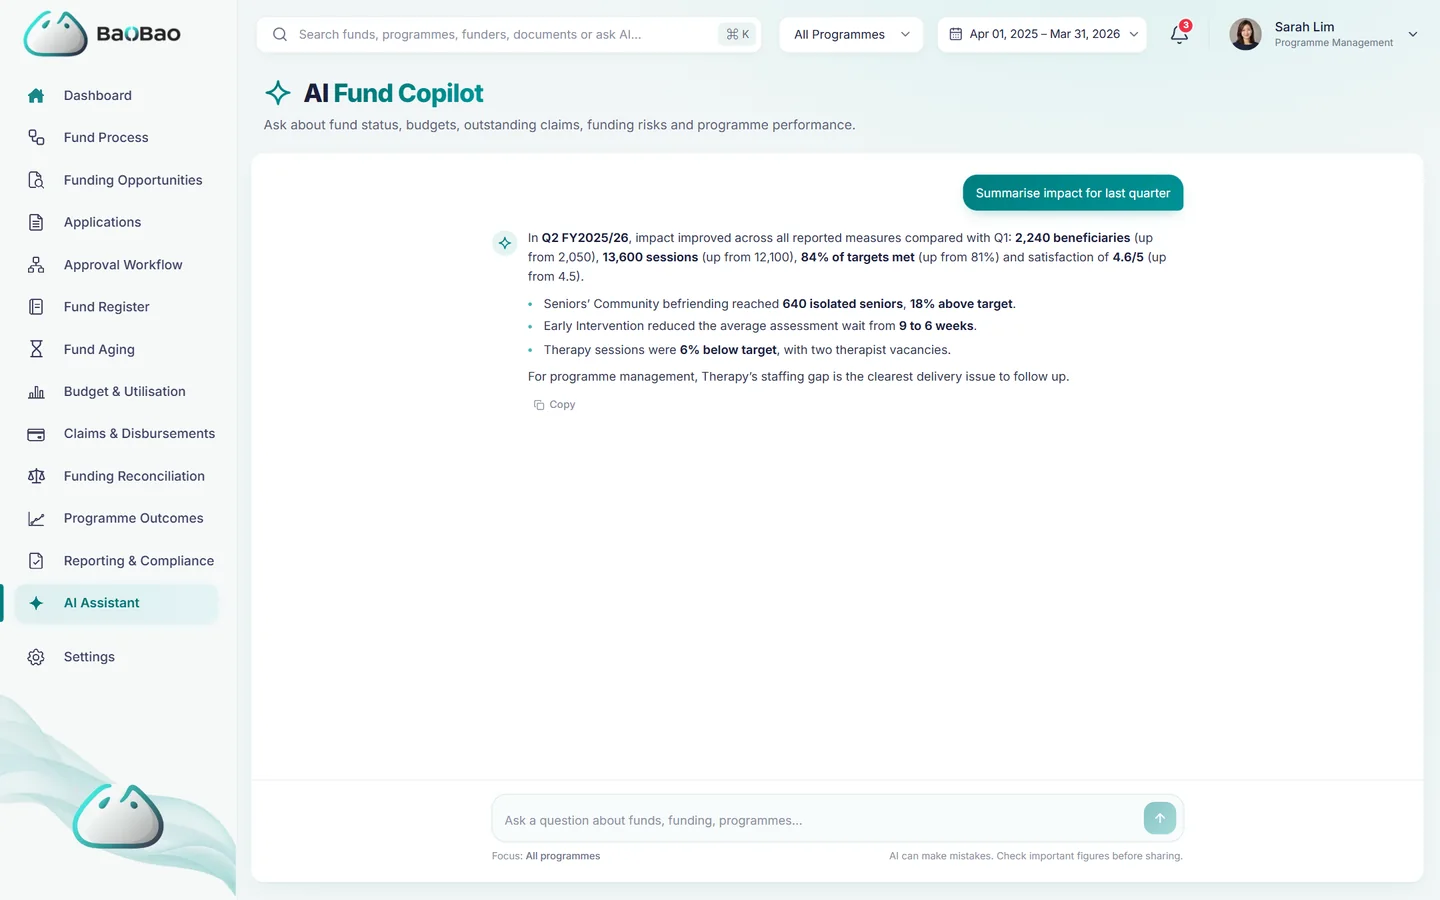 BaoBao
Search funds, programmes, funders, documents or ask AI...
⌘ K
All Programmes
Apr 01, 2025 – Mar 31, 2026
3
Sarah Lim
Programme Management
Dashboard
Fund Process
Funding Opportunities
Applications
Approval Workflow
Fund Register
Fund Aging
Budget & Utilisation
Claims & Disbursements
Funding Reconciliation
Programme Outcomes
Reporting & Compliance
AI Assistant
Settings
AI Fund Copilot
Ask about fund status, budgets, outstanding claims, funding risks and programme performance.
Summarise impact for last quarter
In Q2 FY2025/26, impact improved across all reported measures compared with Q1: 2,240 beneficiaries (up
from 2,050), 13,600 sessions (up from 12,100), 84% of targets met (up from 81%) and satisfaction of 4.6/5 (up
from 4.5).
• Seniors’ Community befriending reached 640 isolated seniors, 18% above target.
• Early Intervention reduced the average assessment wait from 9 to 6 weeks.
• Therapy sessions were 6% below target, with two therapist vacancies.
For programme management, Therapy’s staffing gap is the clearest delivery issue to follow up.
Copy
Ask a question about funds, funding, programmes...
Focus: All programmes
AI can make mistakes. Check important figures before sharing.